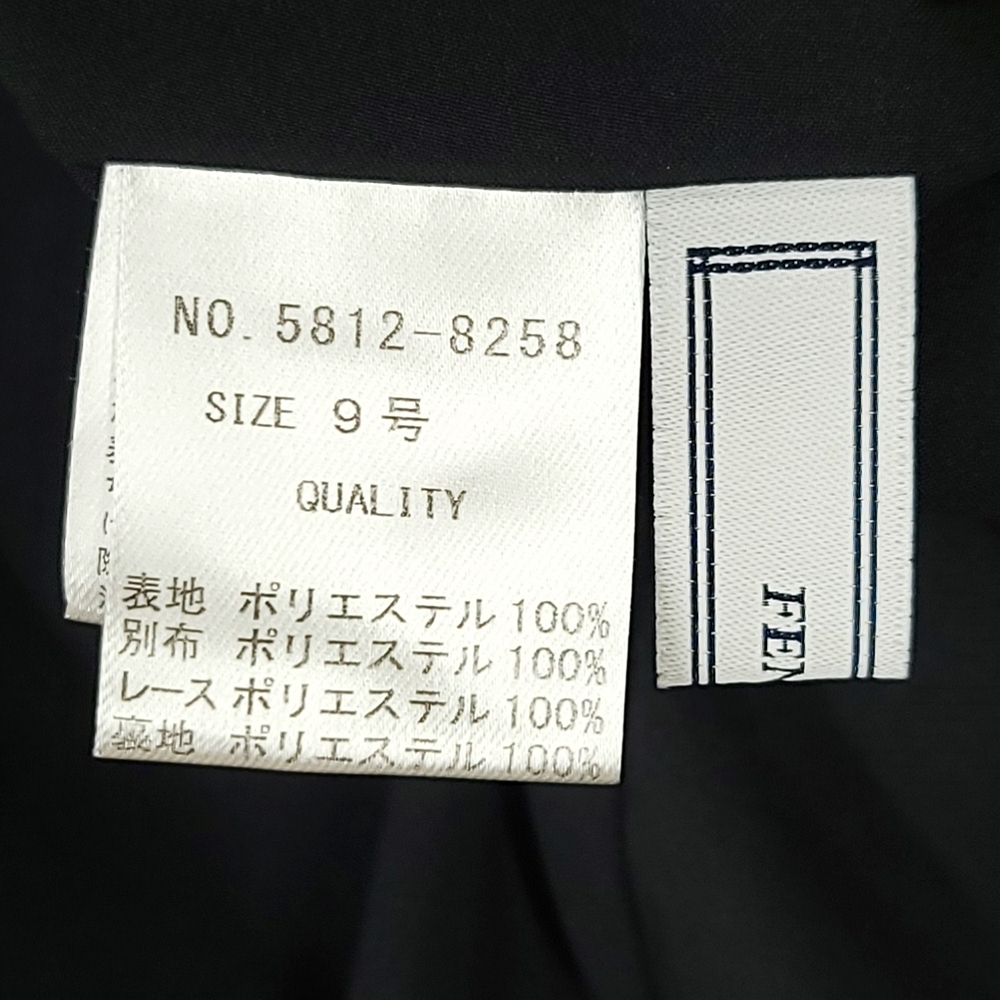 NO. 5812-8258
SIZE 9号
QUALITY
表地 ポリエステル 100%
別布 ポリエステル 100%
レース ポリエステル 100%
裏地 ポリエステル 100%
FEN